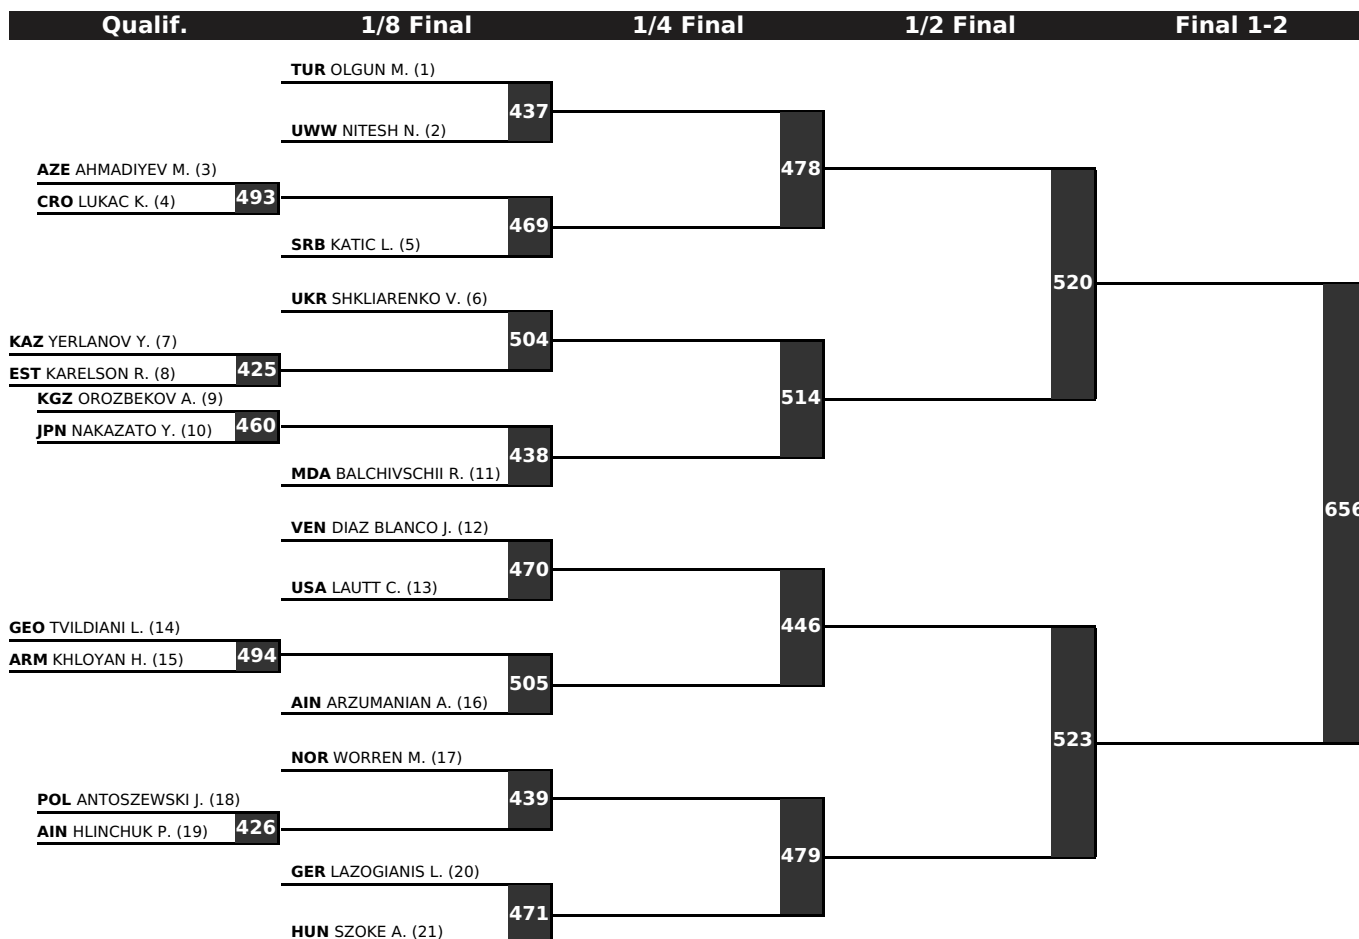 Qualif. 1/8 Final 1/4 Final 1/2 Final Final 1-2
TUR OLGUN M. (1)
437
UWW NITESH N. (2)
478
AZE AHMADIYEV M. (3)
493
CRO LUKAC K. (4)
469
SRB KATIC L. (5)
520
UKR SHKLIARENKO V. (6)
504
KAZ YERLANOV Y. (7)
425
EST KARELSON R. (8)
514
KGZ OROZBEKOV A. (9)
460
JPN NAKAZATO Y. (10)
438
MDA BALCHIVSCHII R. (11)
656
VEN DIAZ BLANCO J. (12)
470
USA LAUTT C. (13)
446
GEO TVILDIANI L. (14)
494
ARM KHLOYAN H. (15)
505
AIN ARZUMANIAN A. (16)
523
NOR WORREN M. (17)
439
POL ANTOSZEWSKI J. (18)
426
AIN HLINCHUK P. (19)
479
GER LAZOGIANIS L. (20)
471
HUN SZOKE A. (21)